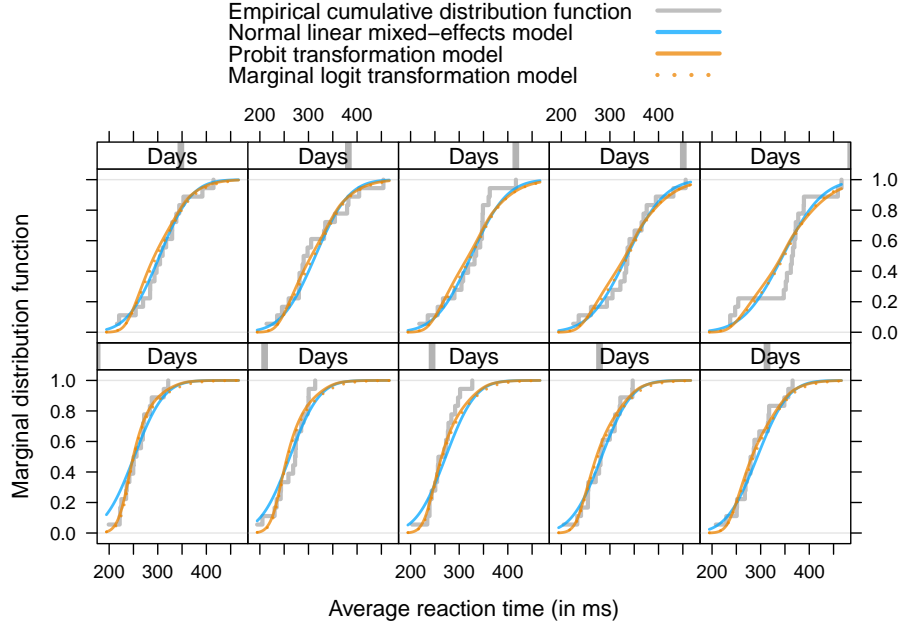 Empirical cumulative distribution function
Normal linear mixed−effects model
Probit transformation model
Marginal logit transformation model
200 300 400
200 300 400
Days Days Days Days Days
1.0
0.8
0.6
0.4
0.2
0.0
Days Days Days Days Days
1.0
0.8
0.6
0.4
0.2
0.0
Marginal distribution function
200 300 400
200 300 400
200 300 400
Average reaction time (in ms)